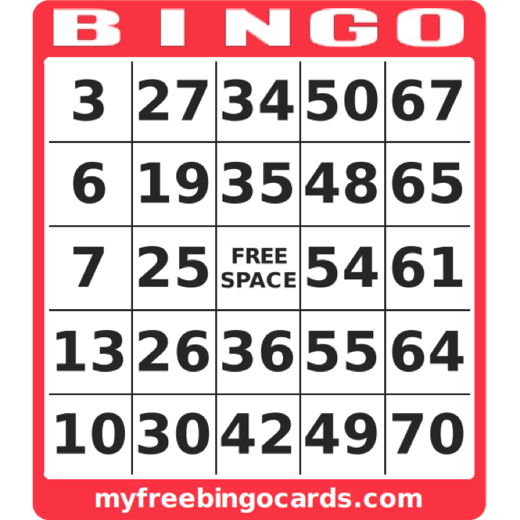 B I N G O
3 27 34 50 67
6 19 35 48 65
7 25 FREE SPACE 54 61
13 26 36 55 64
10 30 42 49 70
myfreebingocards.com